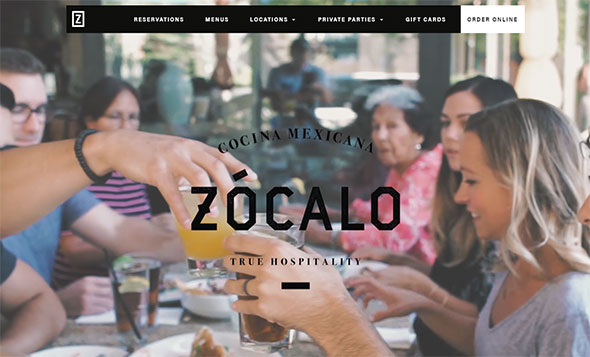 Z
RESERVATIONS MENUS LOCATIONS PRIVATE PARTIES GIFT CARDS ORDER ONLINE
COCINA MEXICANA
ZÓCALO
TRUE HOSPITALITY